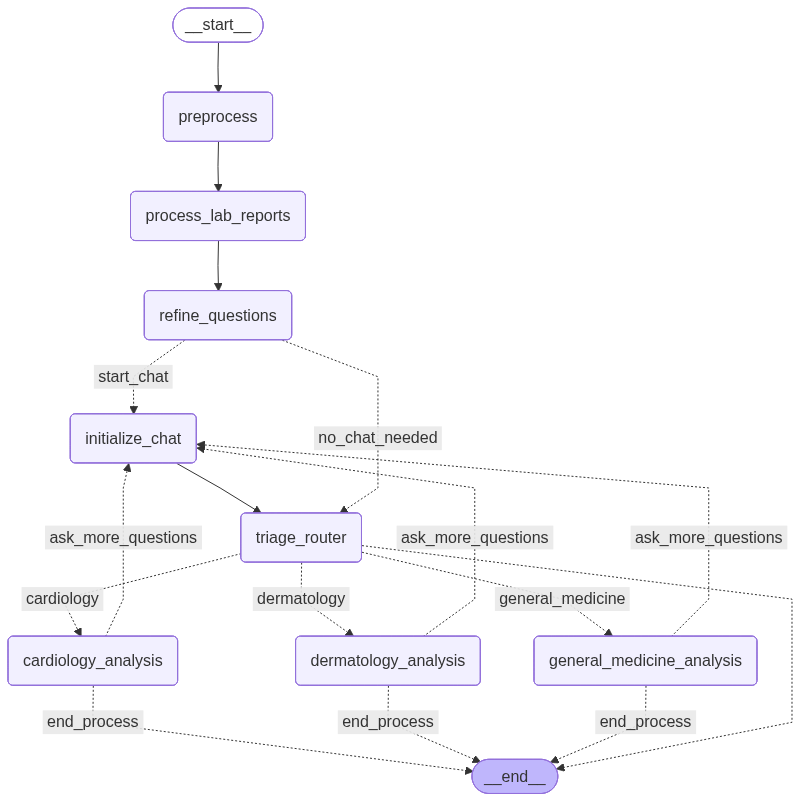 __start__
preprocess
process_lab_reports
refine_questions
start_chat
initialize_chat
no_chat_needed
triage_router
ask_more_questions
ask_more_questions
ask_more_questions
cardiology
dermatology
general_medicine
cardiology_analysis
dermatology_analysis
general_medicine_analysis
end_process
end_process
end_process
__end__